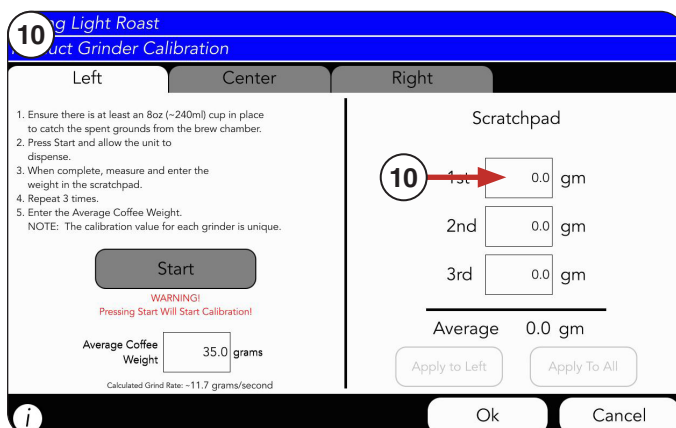 10
g Light Roast
uct Grinder Calibration
Left
Center
Right
1. Ensure there is at least an 8oz (~240ml) cup in place
to catch the spent grounds from the brew chamber.
2. Press Start and allow the unit to
dispense.
3. When complete, measure and enter the
weight in the scratchpad.
4. Repeat 3 times.
5. Enter the Average Coffee Weight.
NOTE: The calibration value for each grinder is unique.
Start
WARNING!
Pressing Start Will Start Calibration!
Average Coffee
Weight
35.0 grams
Calculated Grind Rate: ~11.7 grams/second
Scratchpad
10
1st 0.0 gm
2nd 0.0 gm
3rd 0.0 gm
Average 0.0 gm
Apply to Left
Apply To All
i
Ok
Cancel